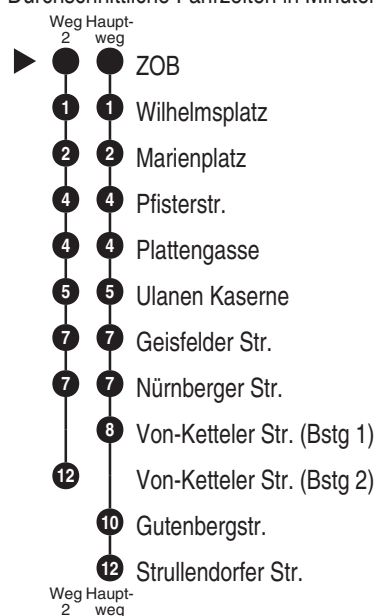 Durchschnittliche Fahrzeiten in Minuten
Weg Haupt-
2 weg
ZOB
1 1 Wilhelmsplatz
2 2 Marienplatz
4 4 Pfisterstr.
4 4 Plattengasse
5 5 Ulanen Kaserne
7 7 Geisfelder Str.
7 7 Nürnberger Str.
8 Von-Ketteler Str. (Bstg 1)
12 Von-Ketteler Str. (Bstg 2)
10 Gutenbergstr.
12 Strullendorfer Str.
Weg Haupt-
2 weg